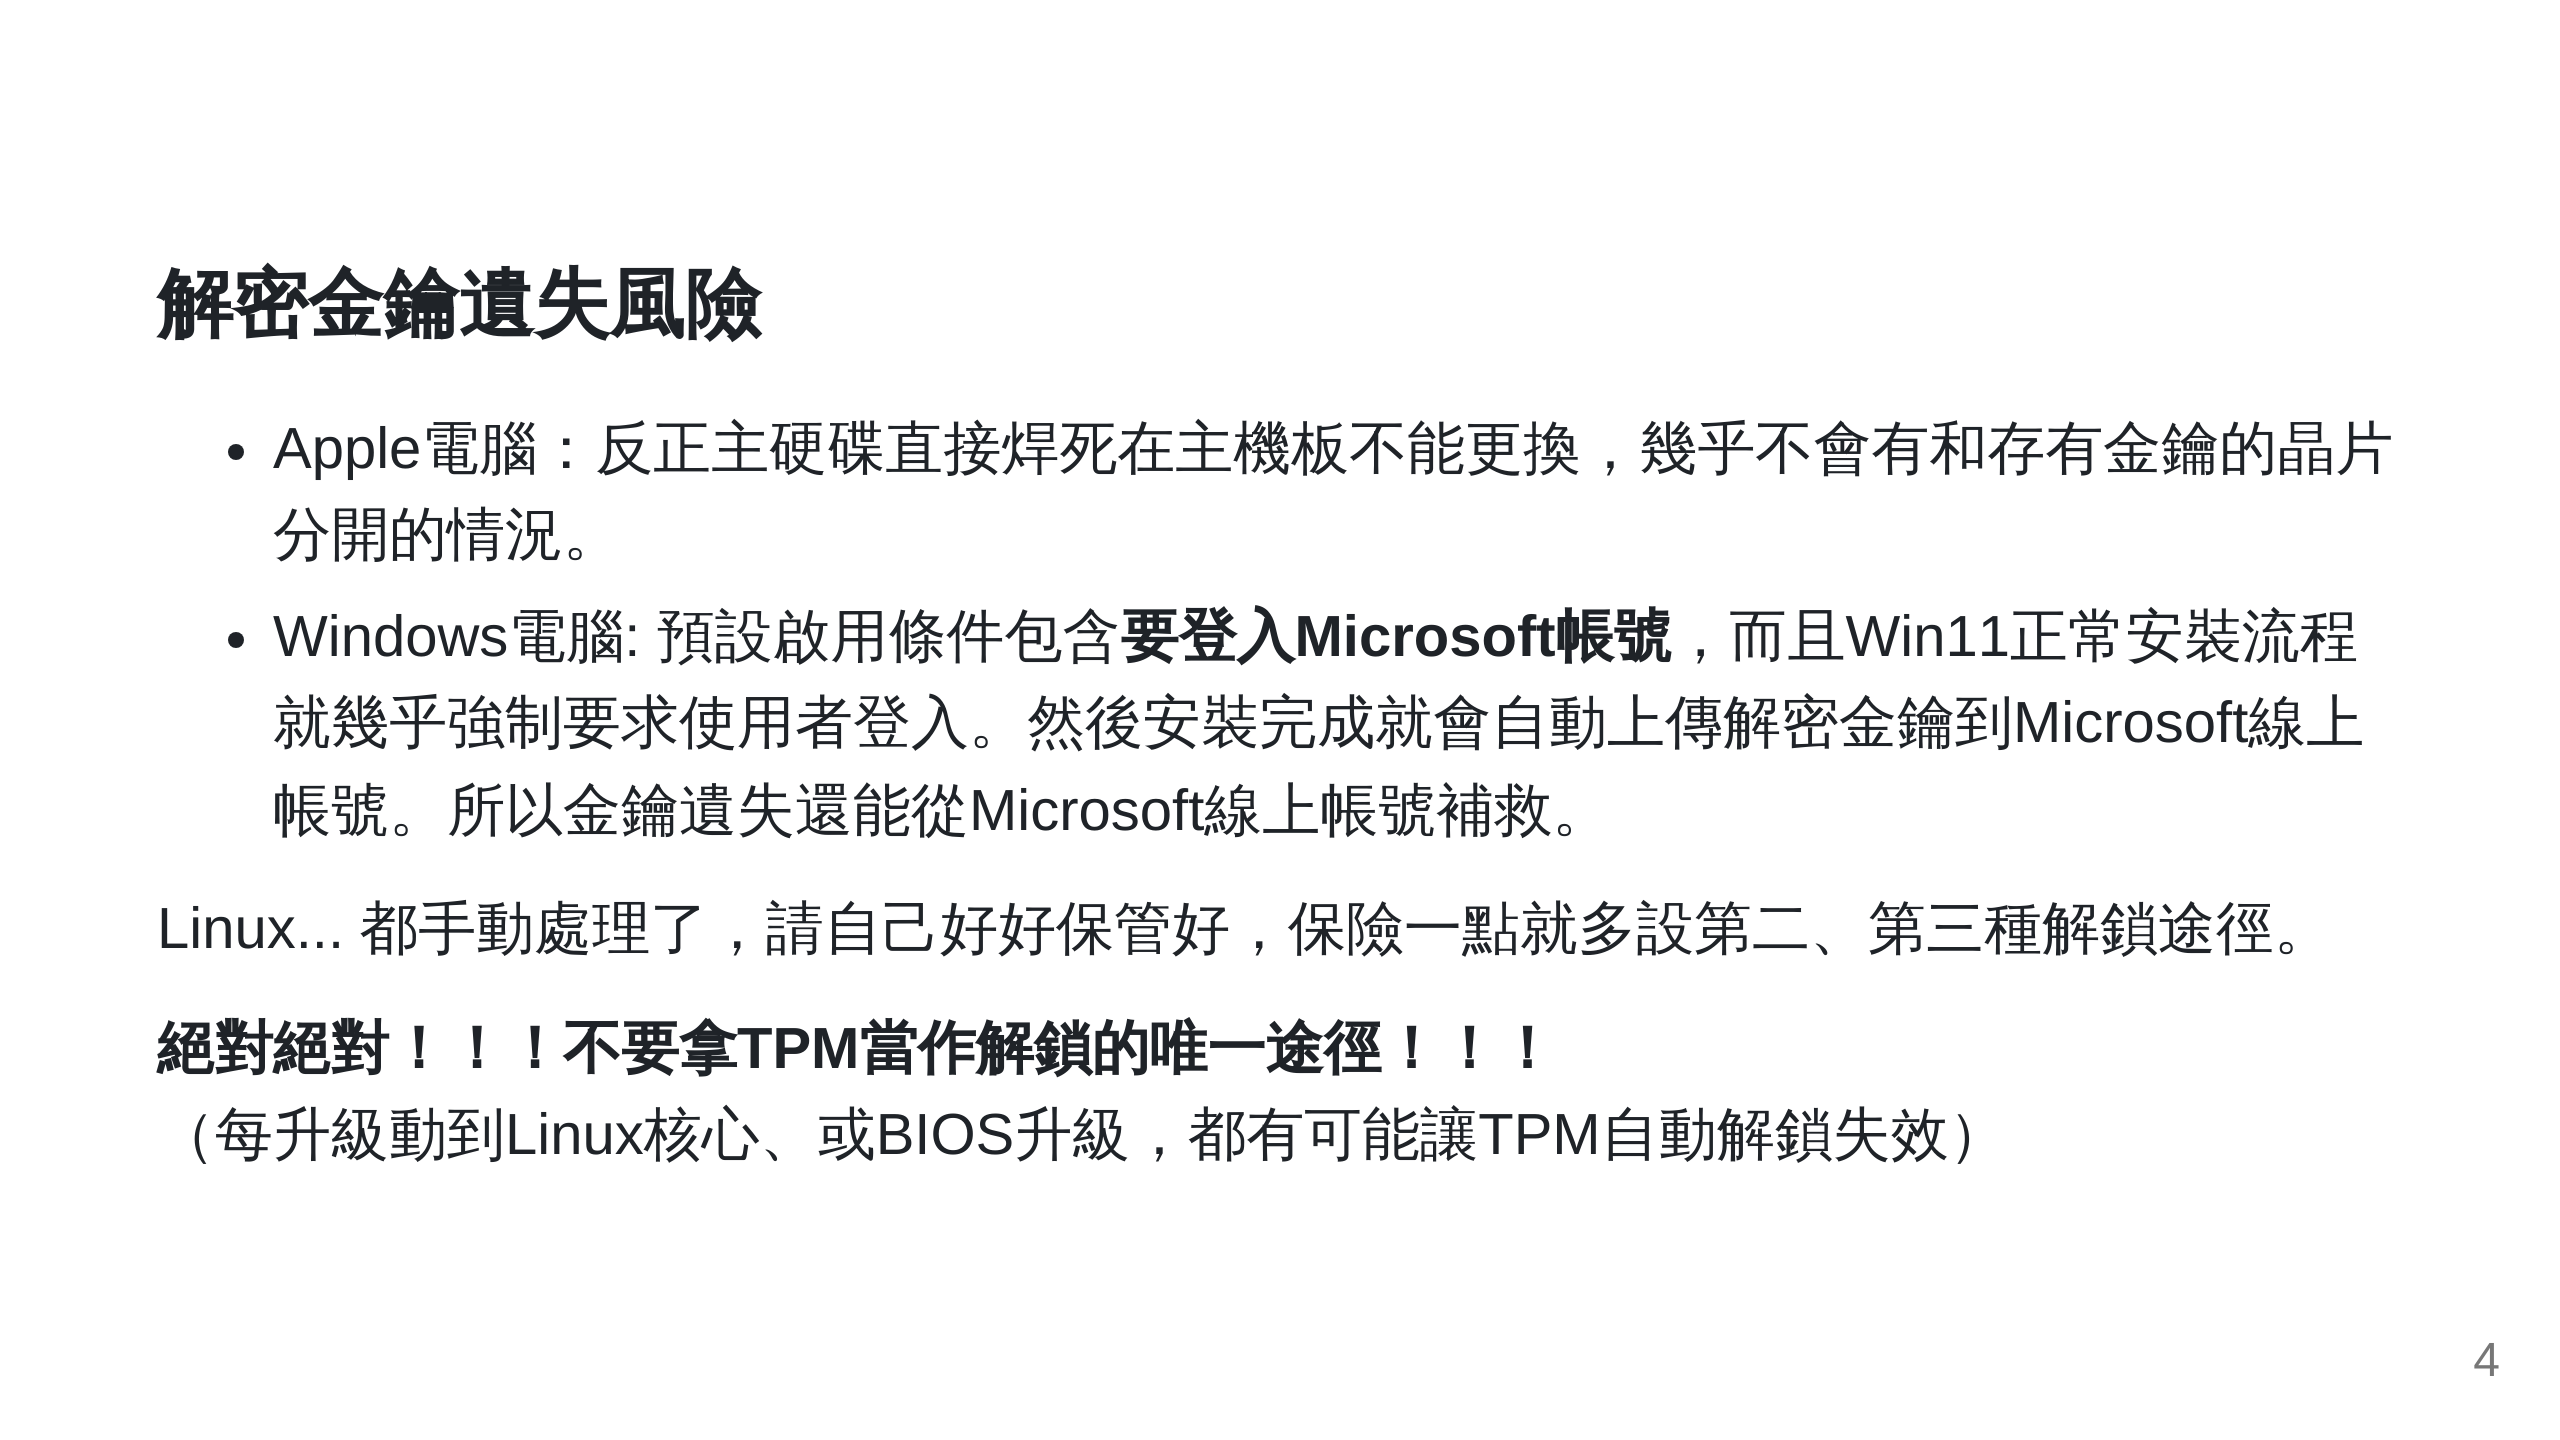 解密金鑰遺失風險
• Apple電腦：反正主硬碟直接焊死在主機板不能更換，幾乎不會有和存有金鑰的晶片
分開的情況。
• Windows電腦: 預設啟用條件包含要登入Microsoft帳號，而且Win11正常安裝流程
就幾乎強制要求使用者登入。然後安裝完成就會自動上傳解密金鑰到Microsoft線上
帳號。所以金鑰遺失還能從Microsoft線上帳號補救。
Linux... 都手動處理了，請自己好好保管好，保險一點就多設第二、第三種解鎖途徑。
絕對絕對！！！不要拿TPM當作解鎖的唯一途徑！！！
（每升級動到Linux核心、或BIOS升級，都有可能讓TPM自動解鎖失效）
4